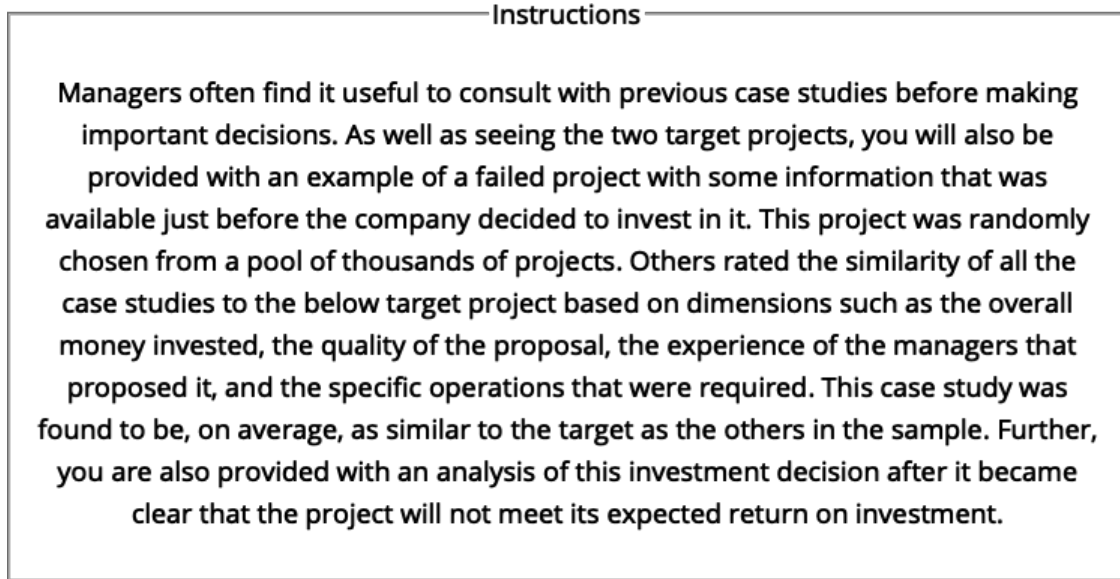 Instructions
Managers often find it useful to consult with previous case studies before making
important decisions. As well as seeing the two target projects, you will also be
provided with an example of a failed project with some information that was
available just before the company decided to invest in it. This project was randomly
chosen from a pool of thousands of projects. Others rated the similarity of all the
case studies to the below target project based on dimensions such as the overall
money invested, the quality of the proposal, the experience of the managers that
proposed it, and the specific operations that were required. This case study was
found to be, on average, as similar to the target as the others in the sample. Further,
you are also provided with an analysis of this investment decision after it became
clear that the project will not meet its expected return on investment.